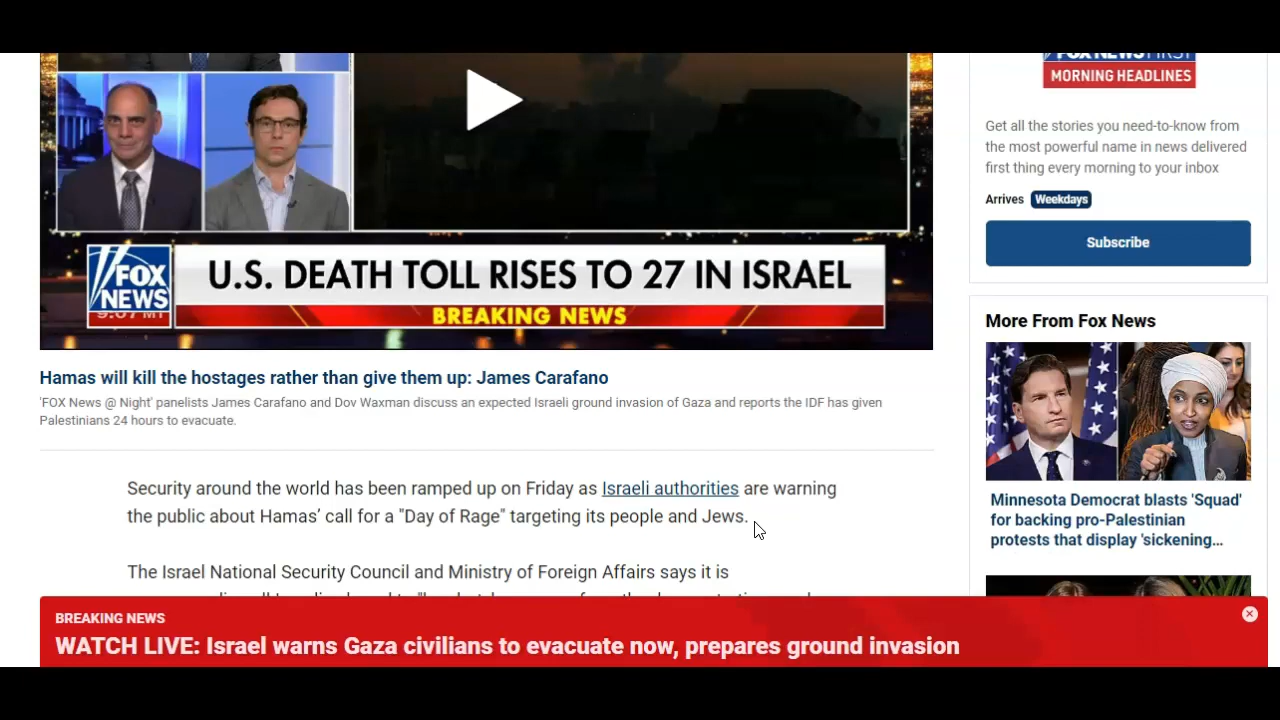 FOX NEWS FIRST
MORNING HEADLINES
Get all the stories you need-to-know from
the most powerful name in news delivered
first thing every morning to your inbox
Arrives Weekdays
Subscribe
FOX
NEWS
U.S. DEATH TOLL RISES TO 27 IN ISRAEL
BREAKING NEWS
Hamas will kill the hostages rather than give them up: James Carafano
'FOX News @ Night' panelists James Carafano and Dov Waxman discuss an expected Israeli ground invasion of Gaza and reports the IDF has given
Palestinians 24 hours to evacuate.
More From Fox News
Minnesota Democrat blasts 'Squad'
for backing pro-Palestinian
protests that display 'sickening...
Security around the world has been ramped up on Friday as Israeli authorities are warning
the public about Hamas’ call for a "Day of Rage" targeting its people and Jews.
The Israel National Security Council and Ministry of Foreign Affairs says it is
BREAKING NEWS
WATCH LIVE: Israel warns Gaza civilians to evacuate now, prepares ground invasion